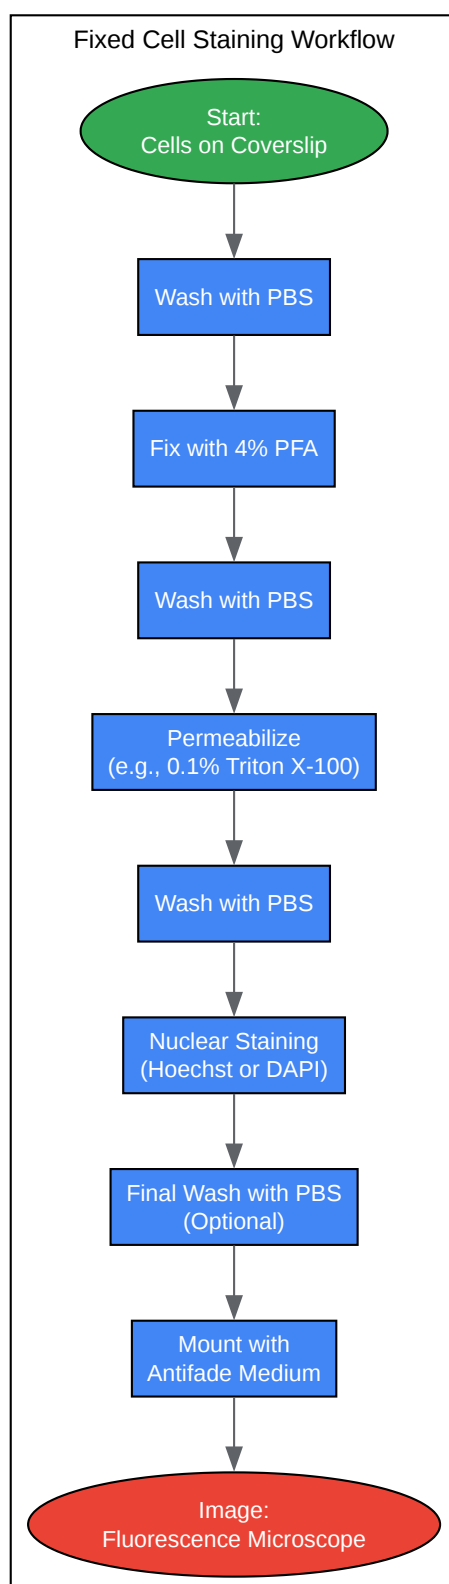 Fixed Cell Staining Workflow
Start:
Cells on Coverslip
Wash with PBS
Fix with 4% PFA
Wash with PBS
Permeabilize
(e.g., 0.1% Triton X-100)
Wash with PBS
Nuclear Staining
(Hoechst or DAPI)
Final Wash with PBS
(Optional)
Mount with
Antifade Medium
Image:
Fluorescence Microscope